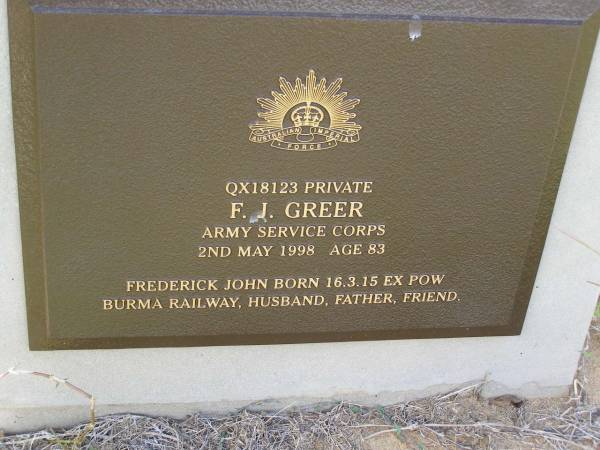 AUSTRALIAN IMPERIAL
FORCE
QX18123 PRIVATE
F. J. GREER
ARMY SERVICE CORPS
2ND MAY 1998 AGE 83
FREDERICK JOHN BORN 16.3.15 EX POW
BURMA RAILWAY, HUSBAND, FATHER, FRIEND.